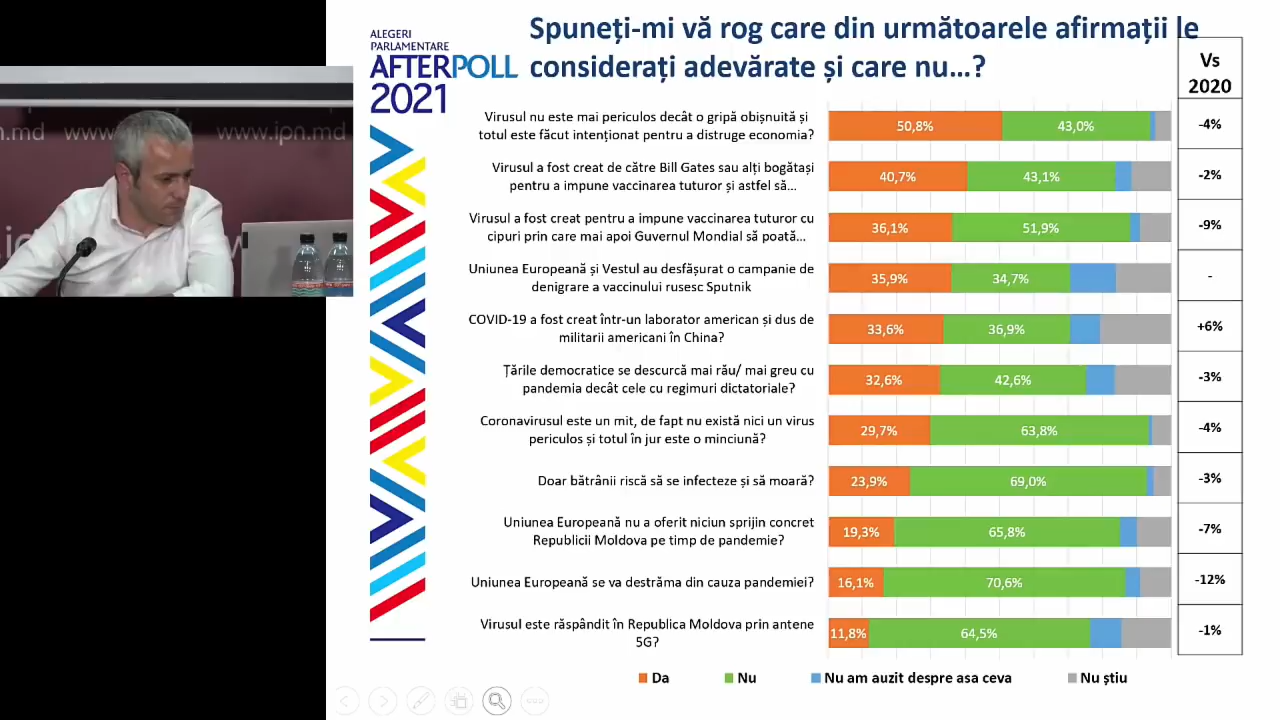 ALEGERI
PARLAMENTARE
AFTERPOLL
2021
Spuneți-mi vă rog care din următoarele afirmații le
considerați adevărate și care nu...?
Vs
2020
n.md
www.ipn.md
ipn
Virusul nu este mai periculos decât o gripă obișnuită și
totul este făcut intenționat pentru a distruge economia?
50,8%
43,0%
-4%
Virusul a fost creat de către Bill Gates sau alți bogătași
pentru a impune vaccinarea tuturor și astfel să...
40,7%
43,1%
-2%
Virusul a fost creat pentru a impune vaccinarea tuturor cu
cipuri prin care mai apoi Guvernul Mondial să poată...
36,1%
51,9%
-9%
Uniunea Europeană și Vestul au desfășurat o campanie de
denigrare a vaccinului rusesc Sputnik
35,9%
34,7%
-
COVID-19 a fost creat într-un laborator american și dus de
militarii americani în China?
33,6%
36,9%
+6%
Țările democratice se descurcă mai rău/ mai greu cu
pandemia decât cele cu regimuri dictatoriale?
32,6%
42,6%
-3%
Coronavirusul este un mit, de fapt nu există nici un virus
periculos și totul în jur este o minciună?
29,7%
63,8%
-4%
Doar bătrânii riscă să se infecteze și să moară?
23,9%
69,0%
-3%
Uniunea Europeană nu a oferit niciun sprijin concret
Republicii Moldova pe timp de pandemie?
19,3%
65,8%
-7%
Uniunea Europeană se va destrăma din cauza pandemiei?
16,1%
70,6%
-12%
Virusul este răspândit în Republica Moldova prin antene
5G?
11,8%
64,5%
-1%
Da
Nu
Nu am auzit despre asa ceva
Nu știu